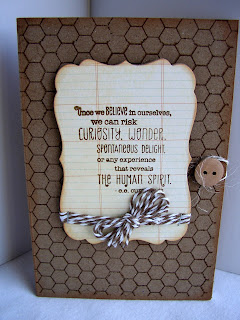 Once we BELIEVE in ourselves,
we can risk
CURIOSITY, WONDER,
SPONTANEOUS DELIGHT,
or any experience
that reveals
THE HUMAN SPIRIT.
- e.e.